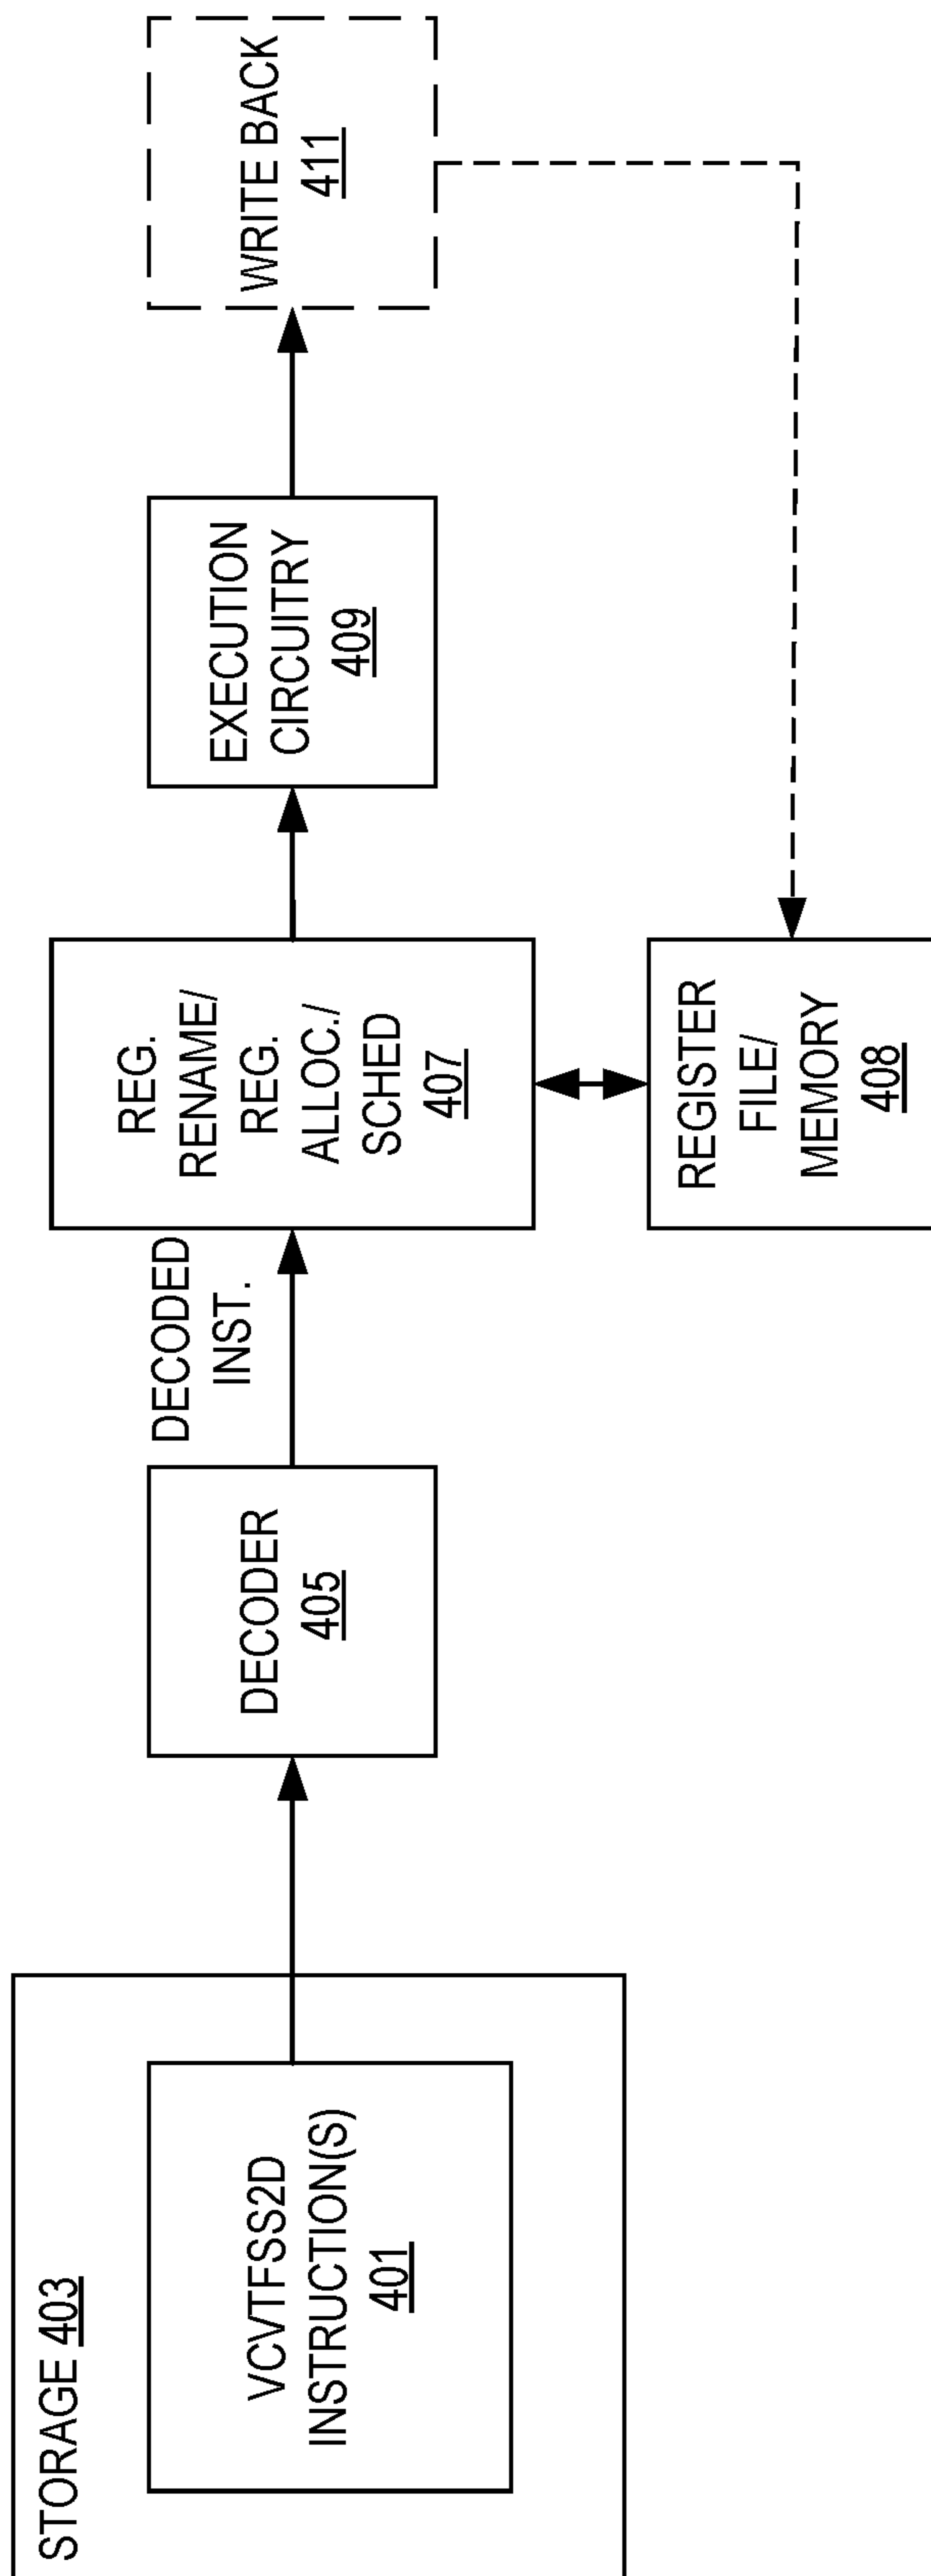 STORAGE 403
VCVTFSS2D
INSTRUCTION(S)
401
DECODER
405
DECODED
INST.
REG.
RENAME/
REG.
ALLOC./
SCHED
407
REGISTER
FILE/
MEMORY
408
EXECUTION
CIRCUITRY
409
WRITE BACK
411